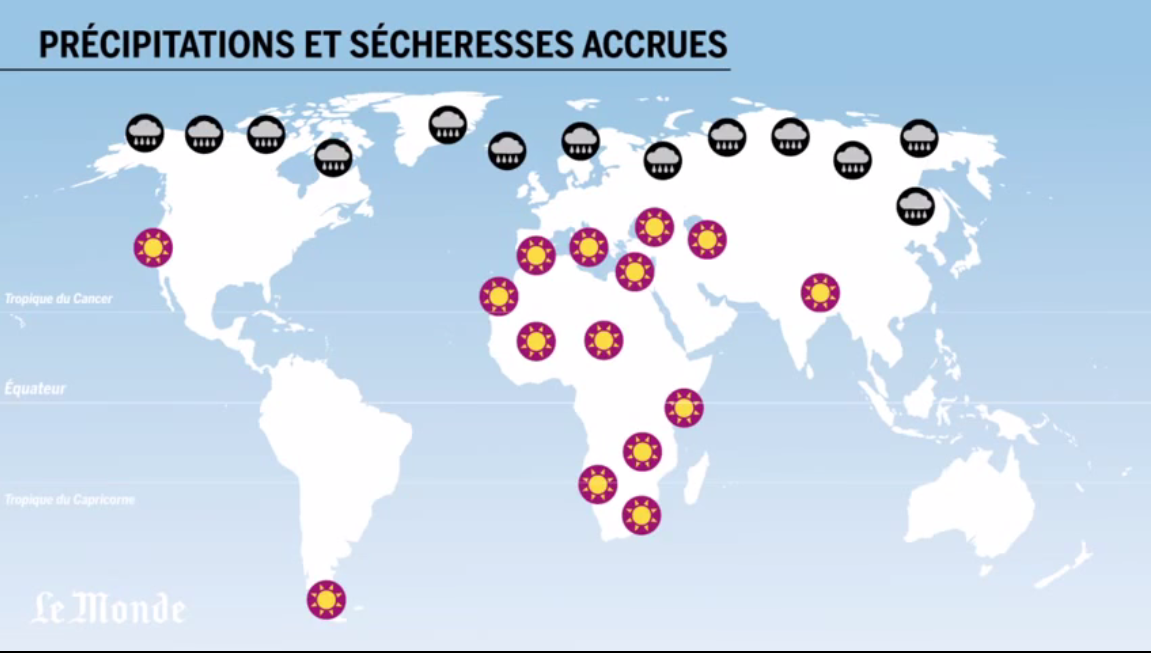 PRÉCIPITATIONS ET SÉCHERESSES ACCRUES
Tropique du Cancer
Équateur
Tropique du Capricorne
Le Monde